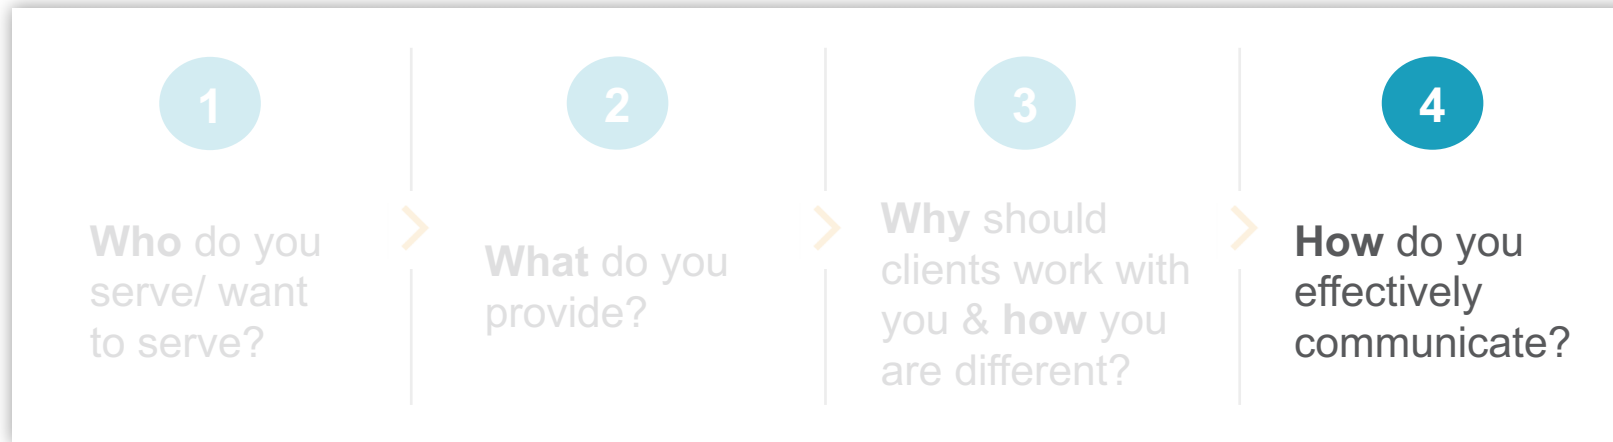 1
Who do you
serve/ want
to serve?
2
What do you
provide?
3
Why should
clients work with
you & how you
are different?
4
How do you
effectively
communicate?